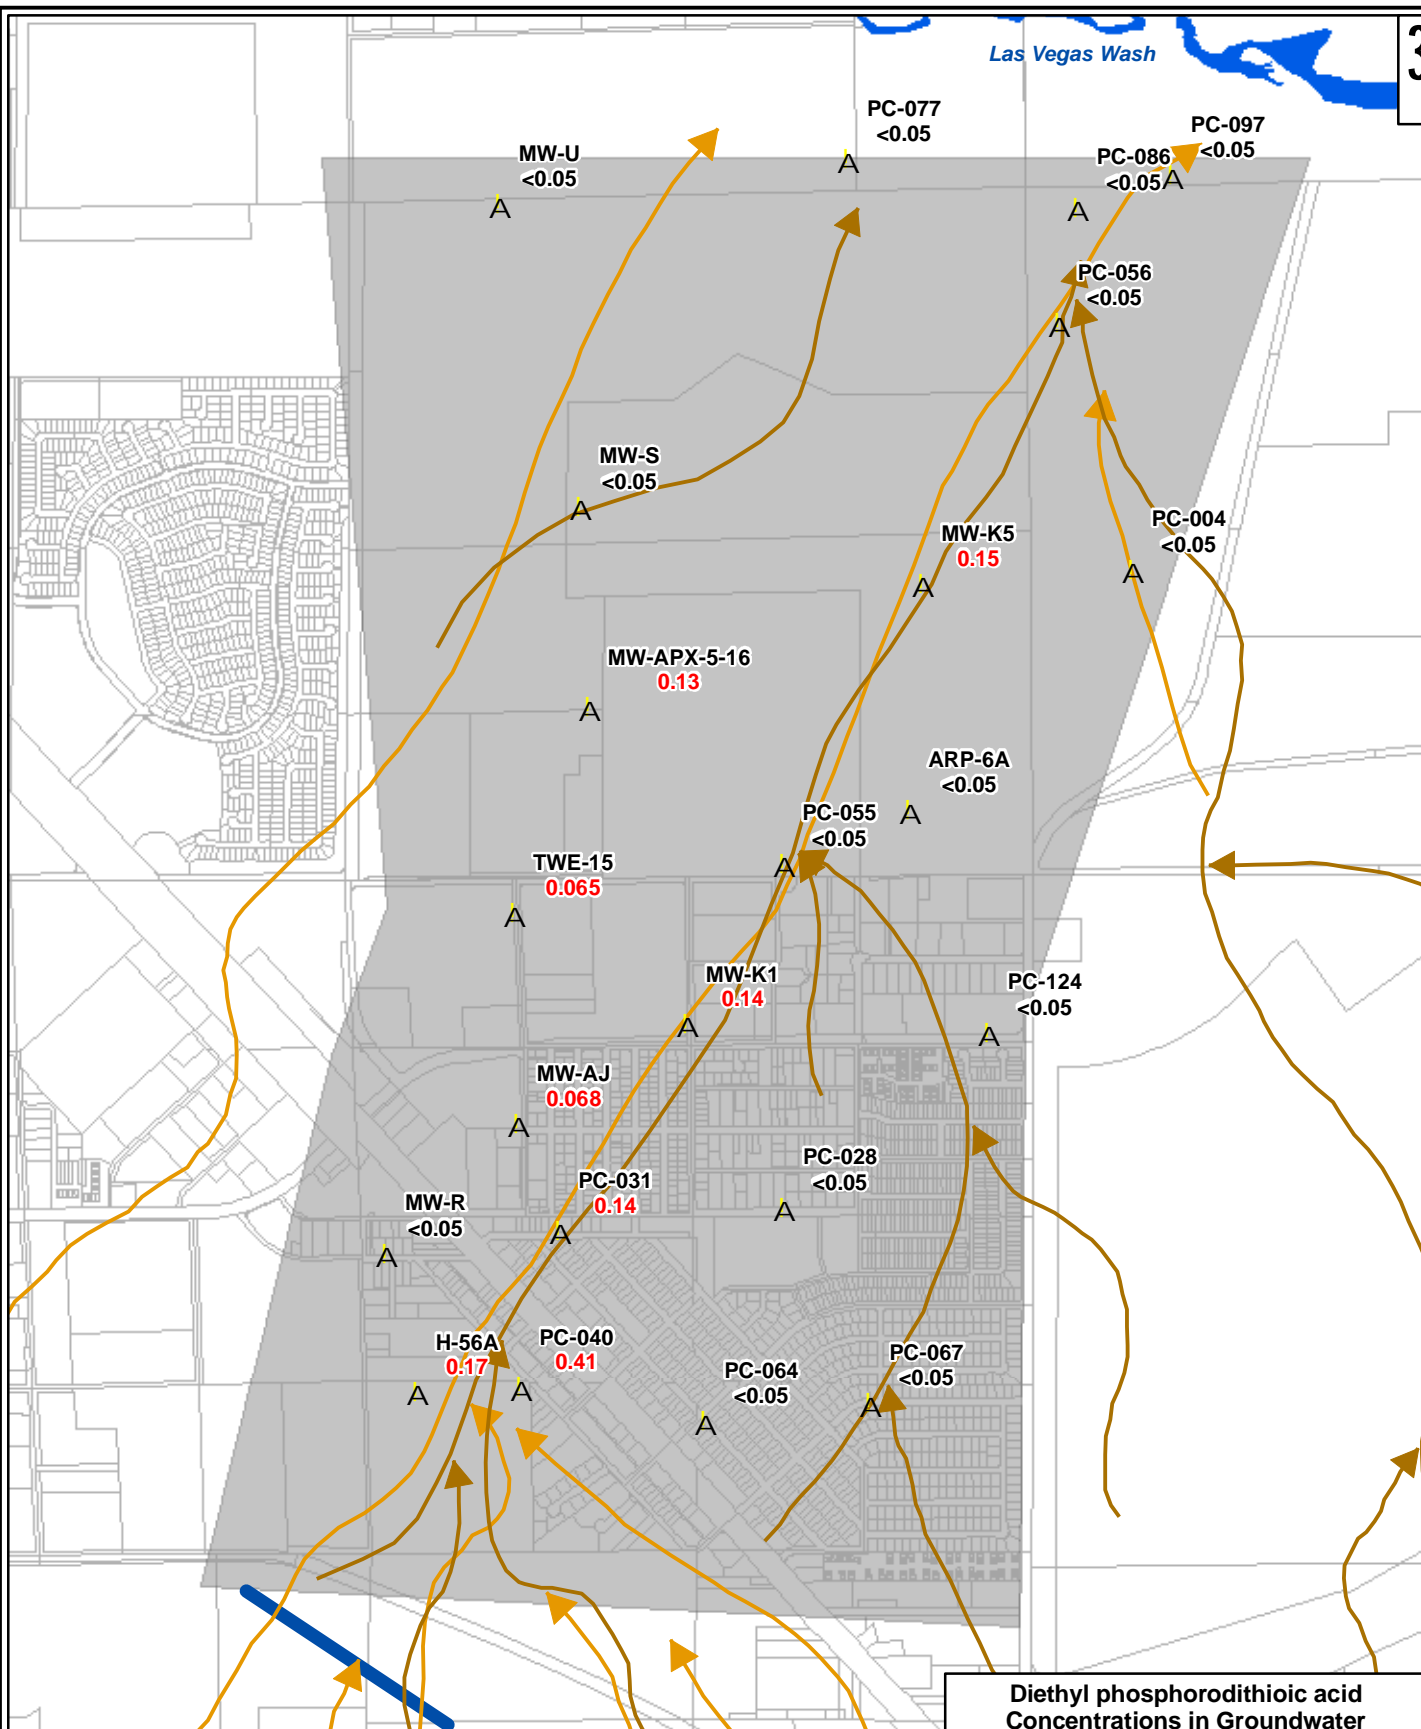 3
Las Vegas Wash
PC-077
<0.05
PC-097
<0.05
MW-U
<0.05
PC-086
<0.05
A
A
A
A
PC-056
<0.05
A
MW-S
<0.05
A
PC-004
<0.05
MW-K5
0.15
A
A
MW-APX-5-16
0.13
A
ARP-6A
<0.05
A
PC-055
<0.05
A
TWE-15
0.065
A
MW-K1
0.14
A
PC-124
<0.05
A
MW-AJ
0.068
A
PC-028
<0.05
A
PC-031
0.14
A
MW-R
<0.05
A
H-56A
0.17
A
PC-040
0.41
A
PC-064
<0.05
A
PC-067
<0.05
A
Diethyl phosphorodithioic acid
Concentrations in Groundwater